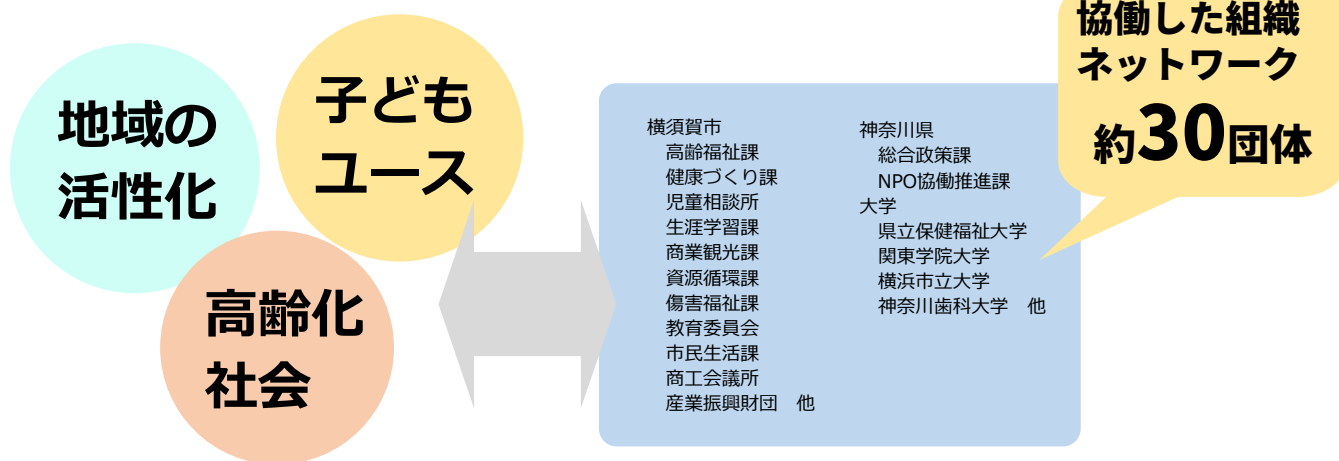 地域の
活性化
子ども
ユース
高齢化
社会
横須賀市
高齢福祉課
健康づくり課
児童相談所
生涯学習課
商業観光課
資源循環課
傷害福祉課
教育委員会
市民生活課
商工会議所
産業振興財団　他
神奈川県
総合政策課
NPO協働推進課
大学
県立保健福祉大学
関東学院大学
横浜市立大学
神奈川歯科大学　他
協働した組織
ネットワーク
約30団体